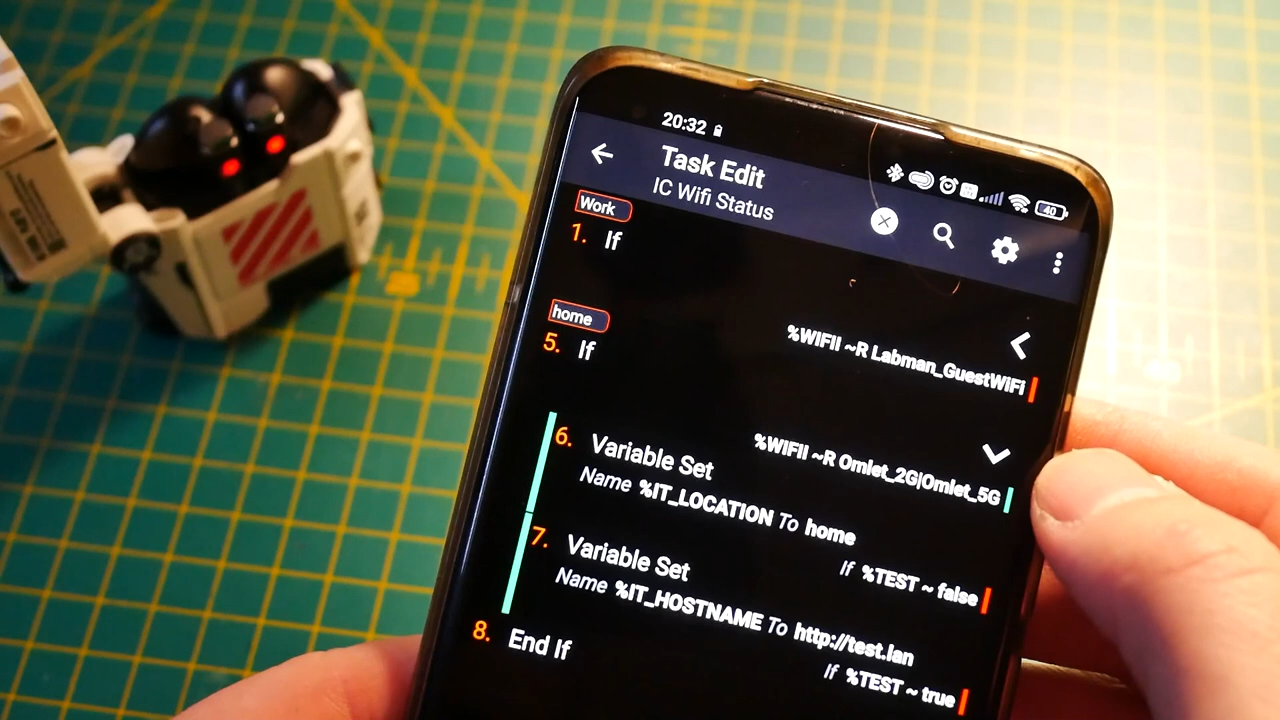 20:32
40
Task Edit
IC Wifi Status
Work
1. If
%WIFII ~R Labman_GuestWiFi
home
5. If
%WIFII ~R Omlet_2G|Omlet_5G
6. Variable Set
Name %IT_LOCATION To home
If %TEST ~ false
7. Variable Set
Name %IT_HOSTNAME To http://test.lan
If %TEST ~ true
8. End If